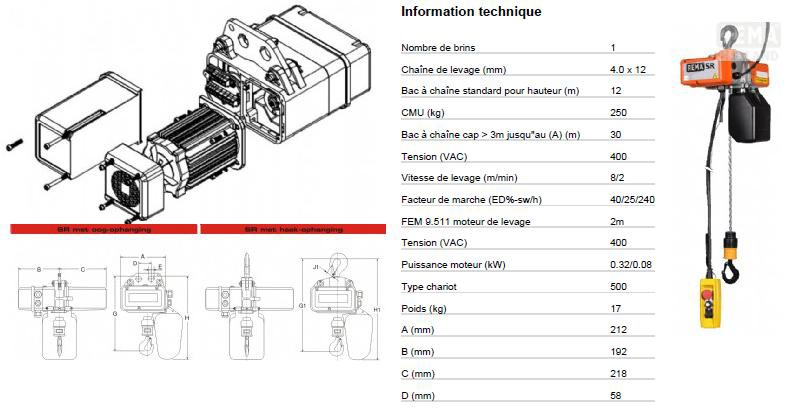 Information technique
Nombre de brins 1
Chaîne de levage (mm) 4.0 x 12
Bac à chaîne standard pour hauteur (m) 12
CMU (kg) 250
Bac à chaîne cap > 3m jusqu"au (A) (m) 30
Tension (VAC) 400
Vitesse de levage (m/min) 8/2
Facteur de marche (ED%-sw/h) 40/25/240
FEM 9.511 moteur de levage 2m
Tension (VAC) 400
Puissance moteur (kW) 0.32/0.08
Type chariot 500
Poids (kg) 17
A (mm) 212
B (mm) 192
C (mm) 218
D (mm) 58
REMA
REMA SR
SR met oog-ophanging
SR met haak-ophanging
B C
A
D
E
G
H
J1
G1
H1